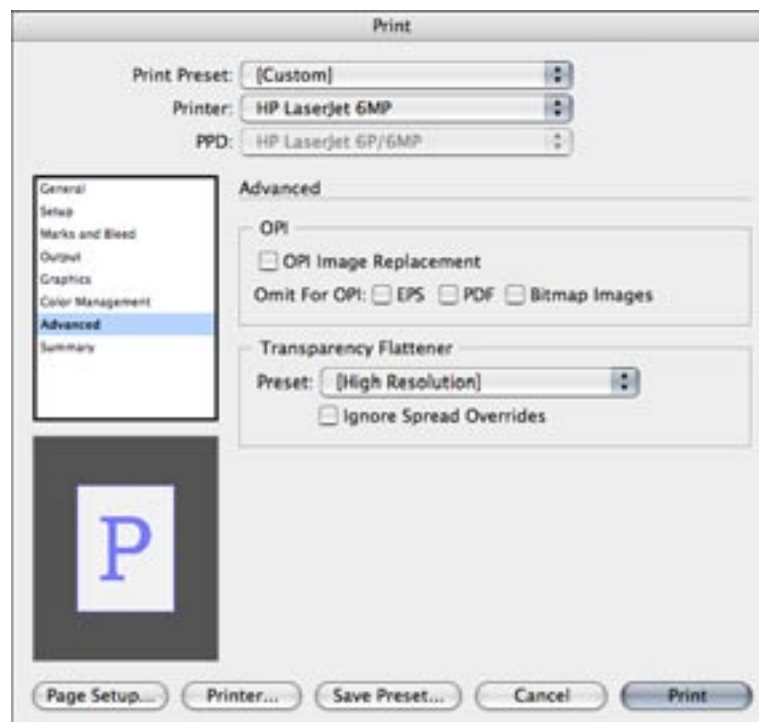 Print
Print Preset: [Custom]
Printer: HP LaserJet 6MP
PPD: HP LaserJet 6P/6MP
General
Setup
Marks and Bleed
Output
Graphics
Color Management
Advanced
Summary
Advanced
OPI
OPI Image Replacement
Omit For OPI: EPS PDF Bitmap Images
Transparency Flattener
Preset: [High Resolution]
Ignore Spread Overrides
P
Page Setup... Printer... Save Preset... Cancel Print